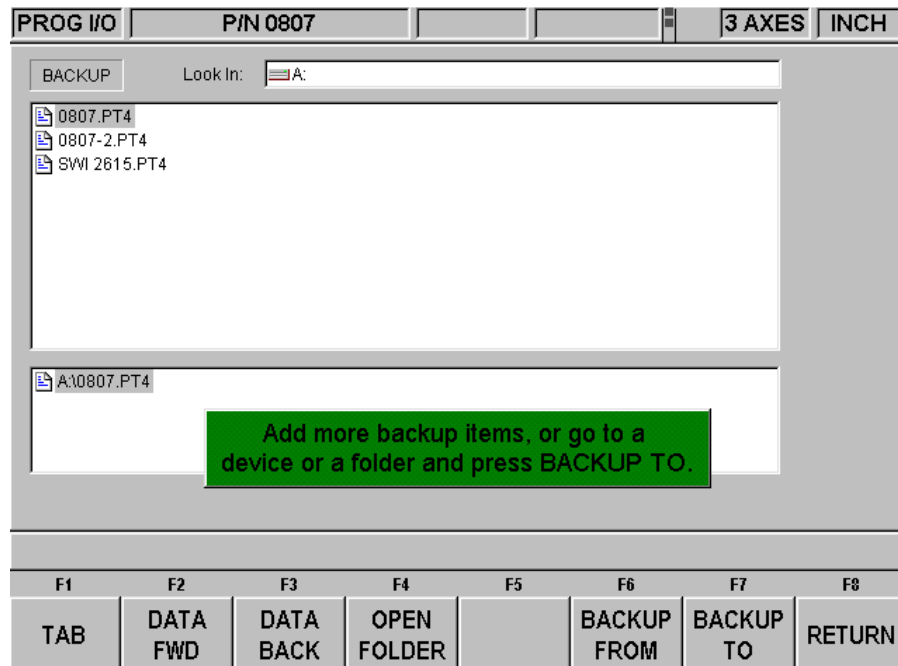 PROG I/O P/N 0807 3 AXES INCH
BACKUP Look In: A:
0807.PT4
0807-2.PT4
SWI 2615.PT4
A:\0807.PT4
Add more backup items, or go to a
device or a folder and press BACKUP TO.
F1 F2 F3 F4 F5 F6 F7 F8
TAB DATA FWD DATA BACK OPEN FOLDER BACKUP FROM BACKUP TO RETURN